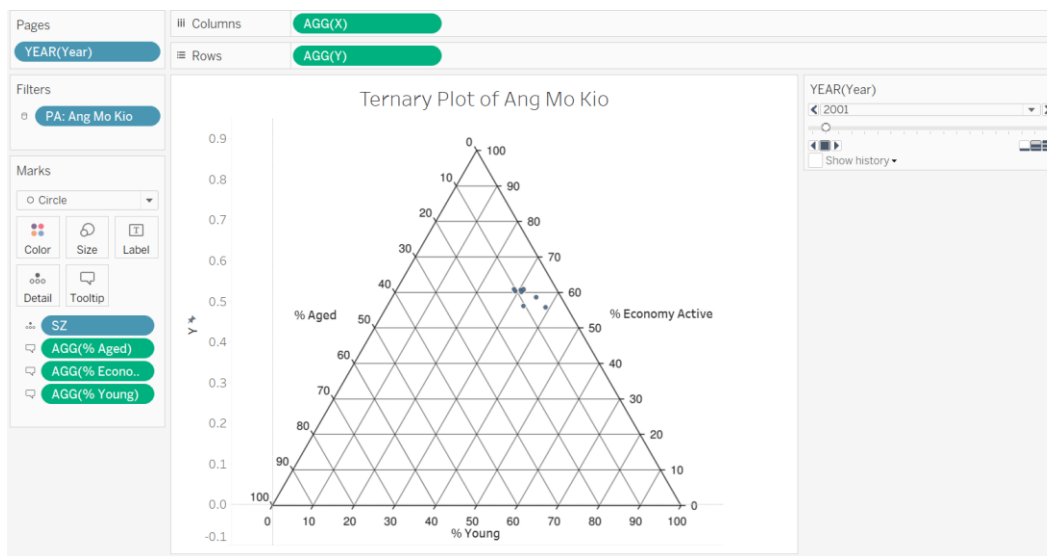 Pages
YEAR(Year)
iii Columns
AGG(X)
Rows
AGG(Y)
Filters
PA: Ang Mo Kio
Marks
Circle
Color
Size
Label
Detail
Tooltip
SZ
AGG(% Aged)
AGG(% Econo..
AGG(% Young)
Ternary Plot of Ang Mo Kio
0.9
0.8
0.7
0.6
0.5
0.4
0.3
0.2
0.1
0.0
-0.1
Y
0
10
20
30
40
50
60
70
80
90
100
% Aged
100
90
80
70
60
50
40
30
20
10
0
% Economy Active
0
10
20
30
40
50
60
70
80
90
100
% Young
YEAR(Year)
2001
Show history